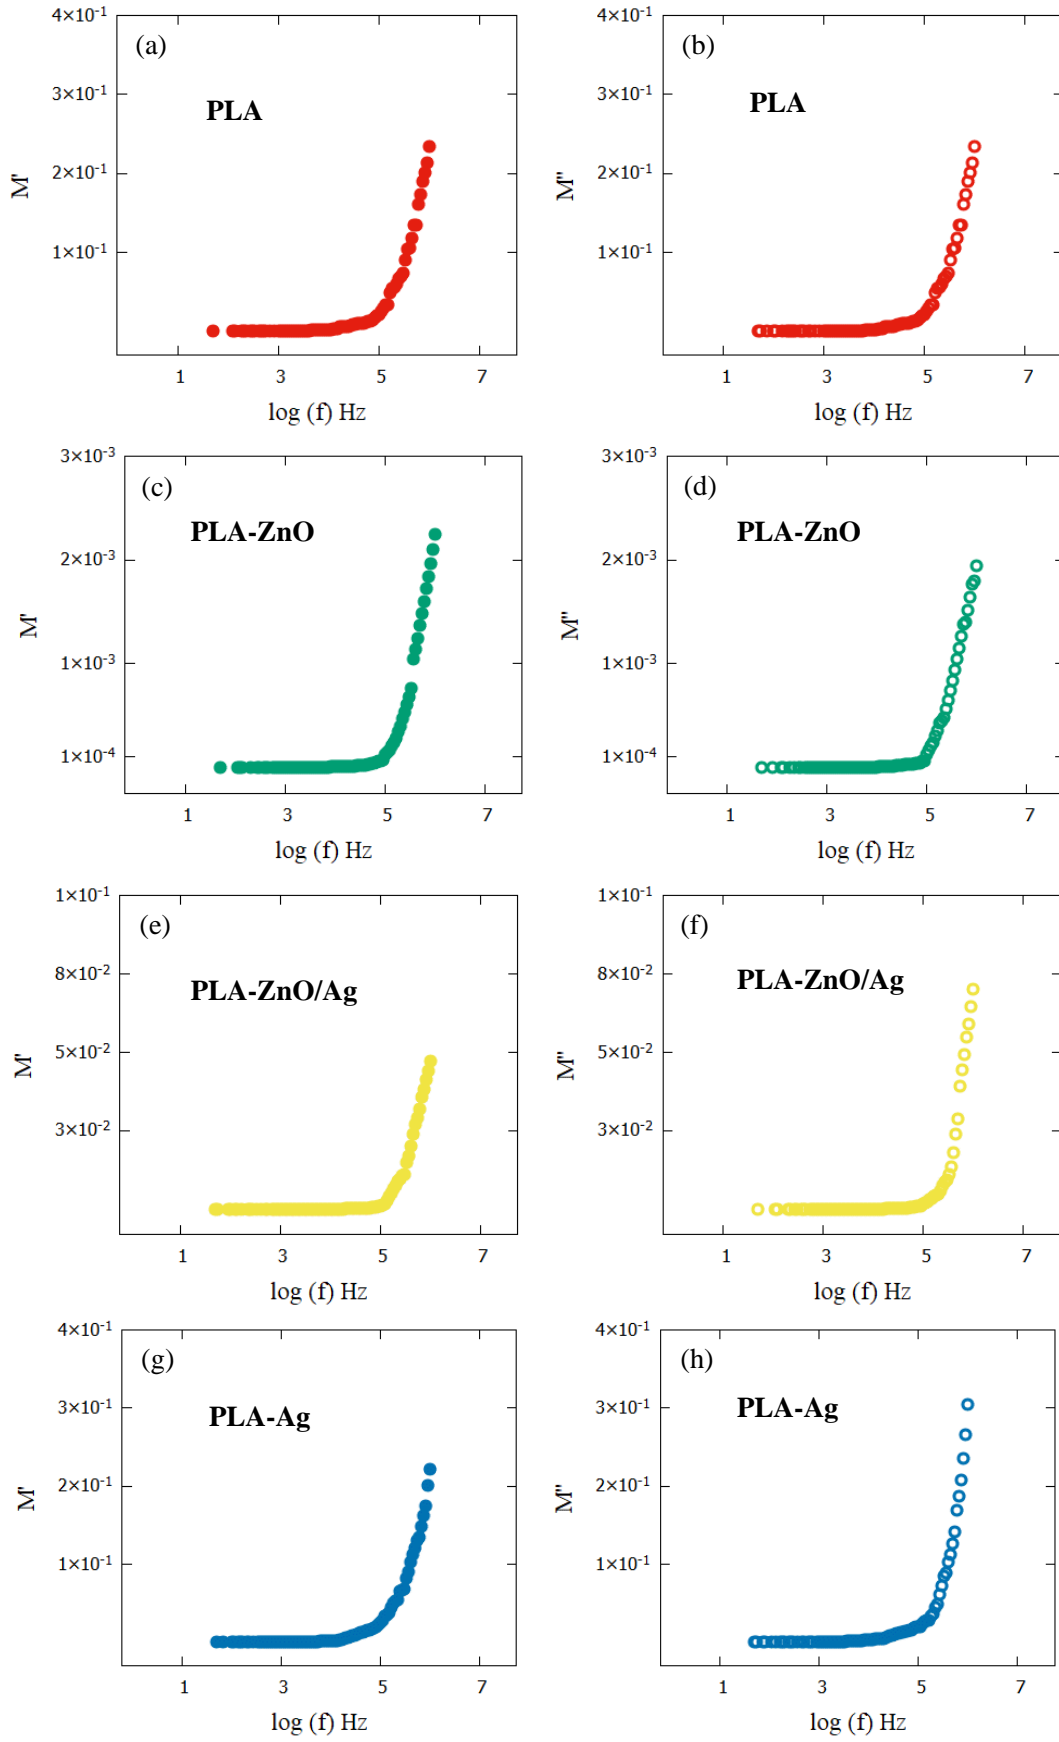 4×10⁻¹
3×10⁻¹
2×10⁻¹
1×10⁻¹
(a)
PLA
M'
1 3 5 7
log (f) Hz
4×10⁻¹
3×10⁻¹
2×10⁻¹
1×10⁻¹
(b)
PLA
M''
1 3 5 7
log (f) Hz
3×10⁻³
2×10⁻³
1×10⁻³
1×10⁻⁴
(c)
PLA-ZnO
M'
1 3 5 7
log (f) Hz
3×10⁻³
2×10⁻³
1×10⁻³
1×10⁻⁴
(d)
PLA-ZnO
M''
1 3 5 7
log (f) Hz
1×10⁻¹
8×10⁻²
5×10⁻²
3×10⁻²
(e)
PLA-ZnO/Ag
M'
1 3 5 7
log (f) Hz
1×10⁻¹
8×10⁻²
5×10⁻²
3×10⁻²
(f)
PLA-ZnO/Ag
M''
1 3 5 7
log (f) Hz
4×10⁻¹
3×10⁻¹
2×10⁻¹
1×10⁻¹
(g)
PLA-Ag
M'
1 3 5 7
log (f) Hz
4×10⁻¹
3×10⁻¹
2×10⁻¹
1×10⁻¹
(h)
PLA-Ag
M''
1 3 5 7
log (f) Hz